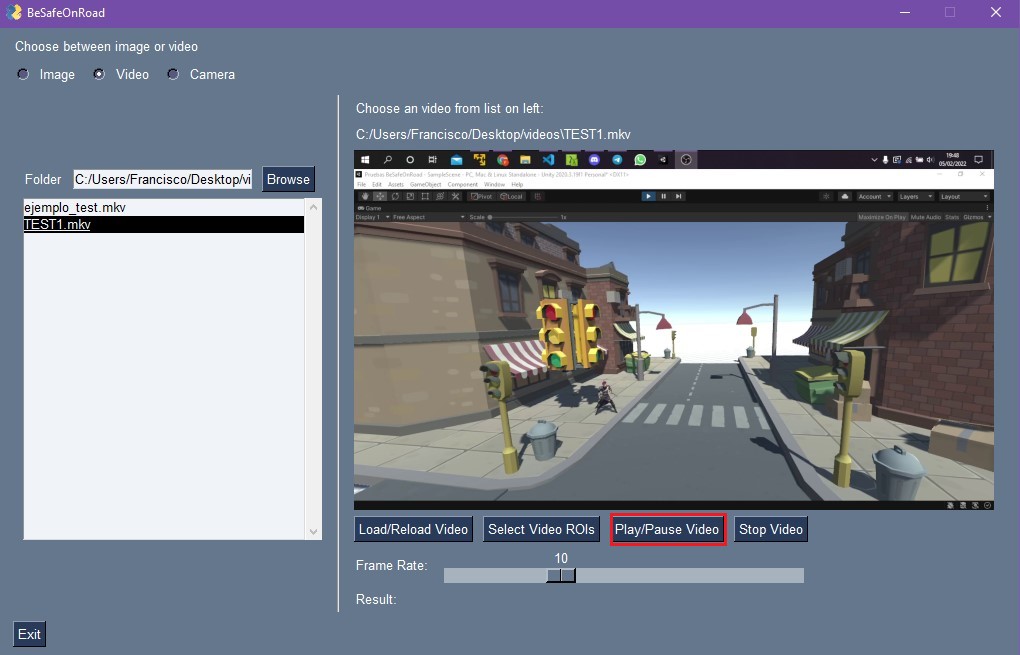 BeSafeOnRoad
Choose between image or video
Image Video Camera
Choose an video from list on left:
C:/Users/Francisco/Desktop/videos\TEST1.mkv
Folder C:/Users/Francisco/Desktop/vi Browse
ejemplo_test.mkv
TEST1.mkv
19:48
05/02/2022
Pruebas BeSafeOnRoad - SampleScene - PC, Mac & Linux Standalone - Unity 2020.3.19f1 Personal* <DX11>
File Edit Assets GameObject Component Window Help
Pivot Local Account Layers Layout
Game
Display 1 Free Aspect Scale 1x Maximize On Play Mute Audio Stats Gizmos
Load/Reload Video Select Video ROIs Play/Pause Video Stop Video
10
Frame Rate:
Result:
Exit